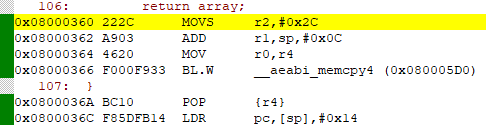 106:         return array;
0x08000360 222C      MOVS     r2,#0x2C
0x08000362 A903      ADD      r1,sp,#0x0C
0x08000364 4620      MOV      r0,r4
0x08000366 F000F933  BL.W     __aeabi_memcpy4 (0x080005D0)
107: }
0x0800036A BC10      POP      {r4}
0x0800036C F85DFB14  LDR      pc,[sp],#0x14